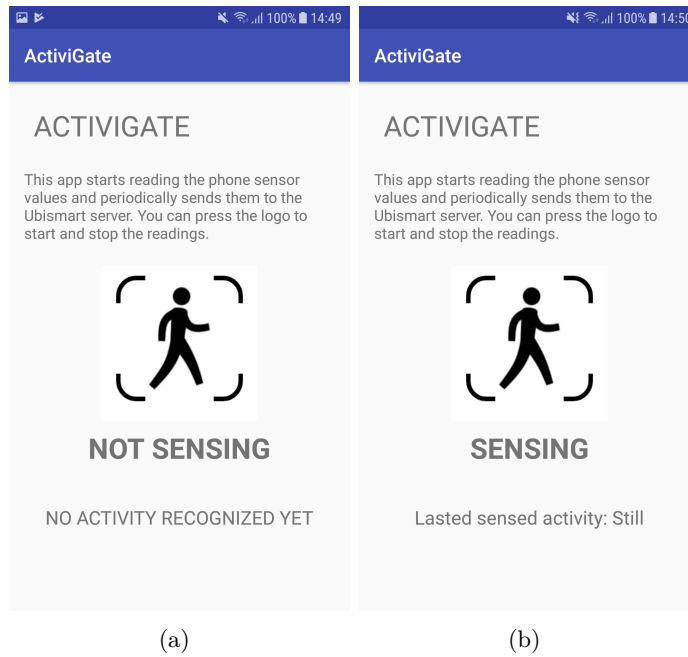 100% 14:49
ActiviGate
ACTIVIGATE
This app starts reading the phone sensor
values and periodically sends them to the
Ubismart server. You can press the logo to
start and stop the readings.
NOT SENSING
NO ACTIVITY RECOGNIZED YET
(a)
100% 14:50
ActiviGate
ACTIVIGATE
This app starts reading the phone sensor
values and periodically sends them to the
Ubismart server. You can press the logo to
start and stop the readings.
SENSING
Lasted sensed activity: Still
(b)